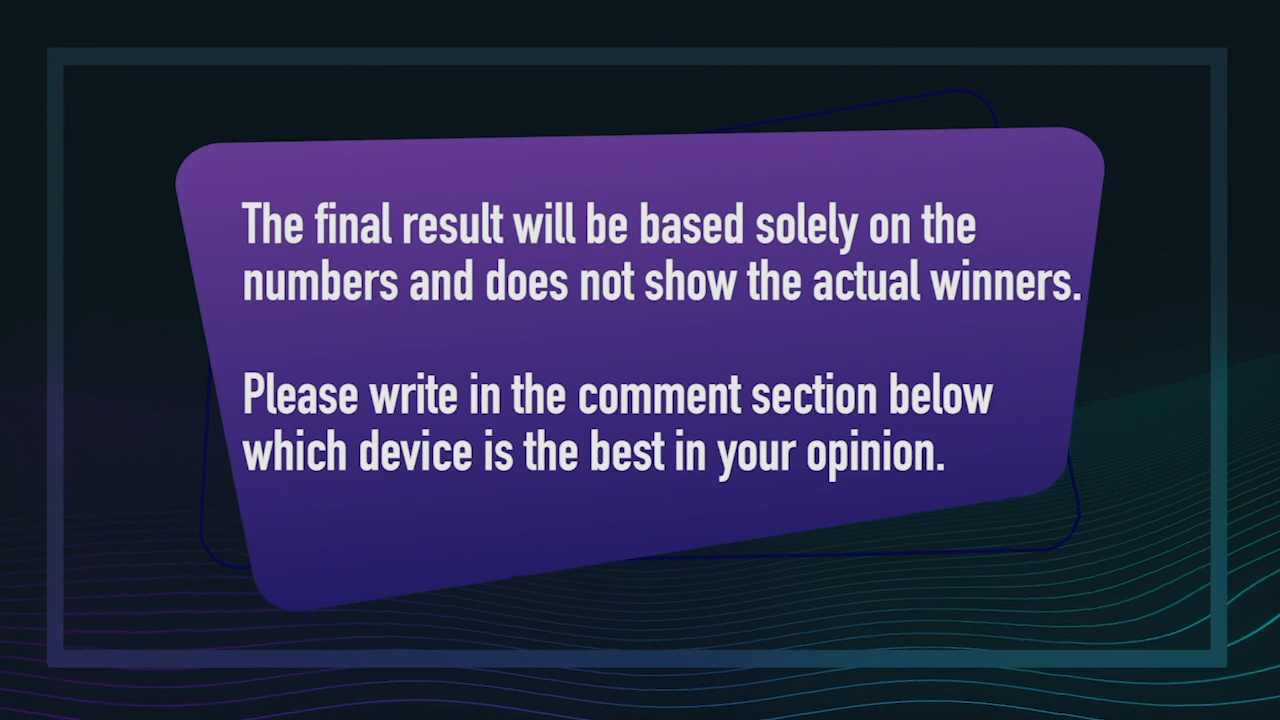 The final result will be based solely on the
numbers and does not show the actual winners.
Please write in the comment section below
which device is the best in your opinion.